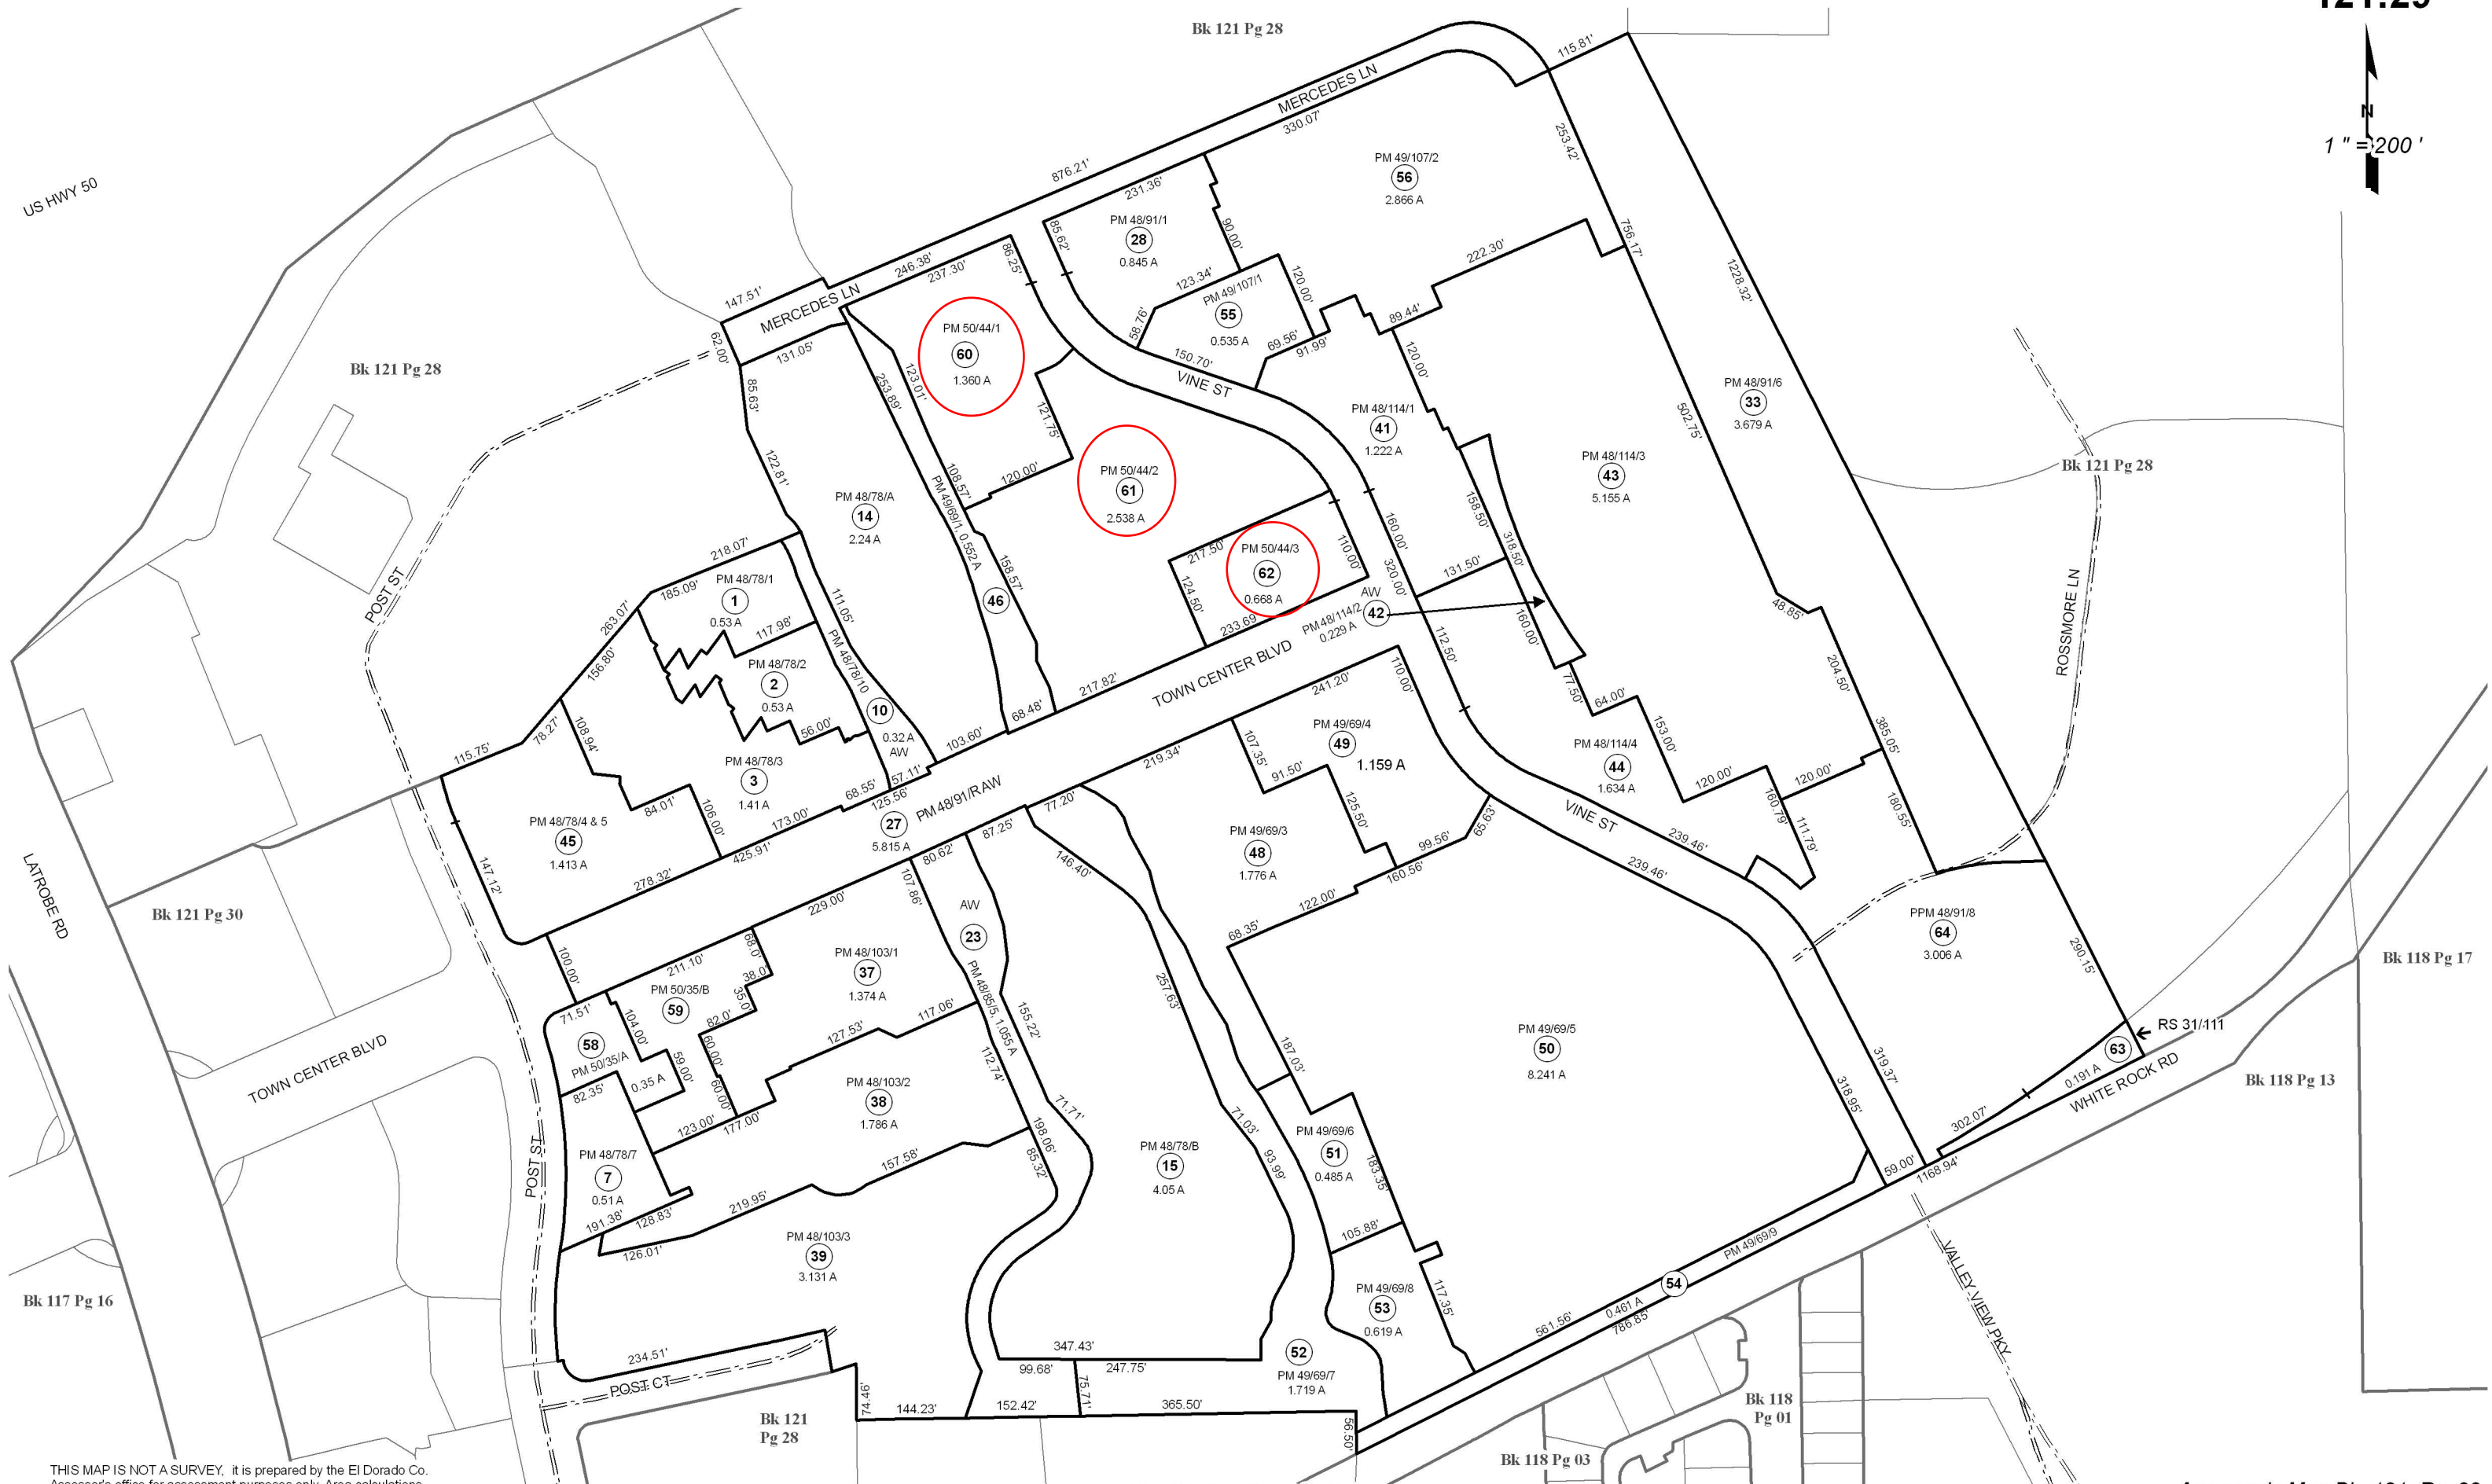 Bk 121 Pg 28
115.81'
N
1 " = 200 '
US HWY 50
MERCEDES LN
330.07'
876.21'
253.42'
PM 49/107/2
56
2.866 A
231.36'
85.62'
PM 48/91/1
28
0.845 A
90.00'
222.30'
756.17'
1228.32'
246.38'
237.30'
86.25'
147.51'
MERCEDES LN
62.00'
131.05'
123.34'
58.76'
PM 49/107/1
55
0.535 A
120.00'
69.56'
91.99'
89.44'
120.00'
150.70'
VINE ST
Bk 121 Pg 28
85.63'
253.89'
123.01'
PM 50/44/1
60
1.360 A
121.75'
120.00'
108.57'
PM 48/114/1
41
1.222 A
502.75'
PM 48/91/6
33
3.679 A
122.81'
PM 48/78/A
14
2.24 A
PM 49/69/1, 0.552 A
PM 50/44/2
61
2.538 A
PM 48/114/3
43
5.155 A
Bk 121 Pg 28
158.50'
318.50'
160.00'
320.00'
110.00'
217.50'
PM 50/44/3
62
0.668 A
124.50'
233.69'
131.50'
AW
42
PM 48/114/2
0.229 A
160.00'
112.50'
77.50'
48.85'
204.50'
ROSSMORE LN
POST ST
218.07'
185.09'
263.07'
156.80'
78.27'
115.75'
PM 48/78/1
1
0.53 A
117.98'
111.05'
158.57'
46
PM 48/78/2
2
0.53 A
56.00'
PM 48/78/10
10
0.32 A
AW
108.94'
PM 48/78/3
3
1.41 A
84.01'
106.00'
173.00'
68.55'
57.11'
103.60'
68.48'
217.82'
TOWN CENTER BLVD
241.20'
110.00'
64.00'
153.00'
385.05'
PM 48/114/4
44
1.634 A
120.00'
120.00'
160.79'
111.79'
180.55'
125.56'
PM 48/91/R AW
27
5.815 A
PM 48/78/4 & 5
45
1.413 A
147.12'
278.32'
425.91'
219.34'
107.35'
91.50'
PM 49/69/4
49
1.159 A
125.50'
99.56'
65.63'
160.56'
PM 49/69/3
48
1.776 A
122.00'
68.35'
VINE ST
239.46'
239.46'
LATROBE RD
Bk 121 Pg 30
77.20'
87.25'
80.62'
146.40'
107.86'
229.00'
AW
23
PM 48/85/5, 1.055 A
100.00'
211.10'
68.0'
38.0'
35.0'
82.0'
PM 48/103/1
37
1.374 A
117.06'
127.53'
PM 50/35/B
59
71.51'
104.00'
58
PM 50/35/A
0.35 A
59.00'
60.00'
60.00'
82.35'
123.00'
177.00'
155.22'
112.74'
257.63'
187.03'
PM 49/69/5
50
8.241 A
PPM 48/91/8
64
3.006 A
290.15'
Bk 118 Pg 17
RS 31/111
63
0.191 A
WHITE ROCK RD
Bk 118 Pg 13
302.07'
319.37'
318.95'
59.00'
1168.94'
TOWN CENTER BLVD
POST ST
PM 48/103/2
38
1.786 A
71.71'
198.06'
85.32'
157.58'
219.95'
PM 48/78/7
7
0.51 A
191.38'
128.83'
126.01'
PM 48/78/B
15
4.05 A
71.03'
93.99'
PM 49/69/6
51
0.485 A
183.35'
105.88'
PM 48/103/3
39
3.131 A
PM 49/69/8
53
0.619 A
117.35'
PM 49/69/9
54
0.461 A
561.56'
786.85'
VALLEY VIEW PKY
Bk 117 Pg 16
234.51'
POST CT
347.43'
99.68'
247.75'
75.71'
52
PM 49/69/7
1.719 A
74.46'
144.23'
152.42'
365.50'
56.50'
Bk 121
Pg 28
Bk 118
Pg 01
Bk 118 Pg 03
THIS MAP IS NOT A SURVEY, it is prepared by the El Dorado Co.